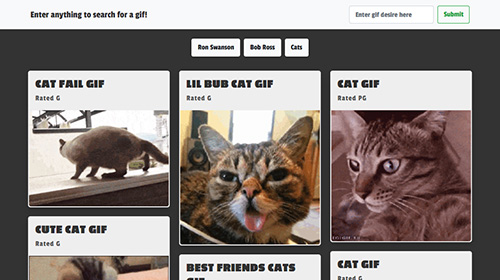 Enter anything to search for a gif!
Enter gif desire here
Submit
Ron Swanson
Bob Ross
Cats
CAT FAIL GIF
Rated G
LIL BUB CAT GIF
Rated G
CAT GIF
Rated PG
CUTE CAT GIF
Rated G
BEST FRIENDS CATS
GIF
CAT GIF
Rated G